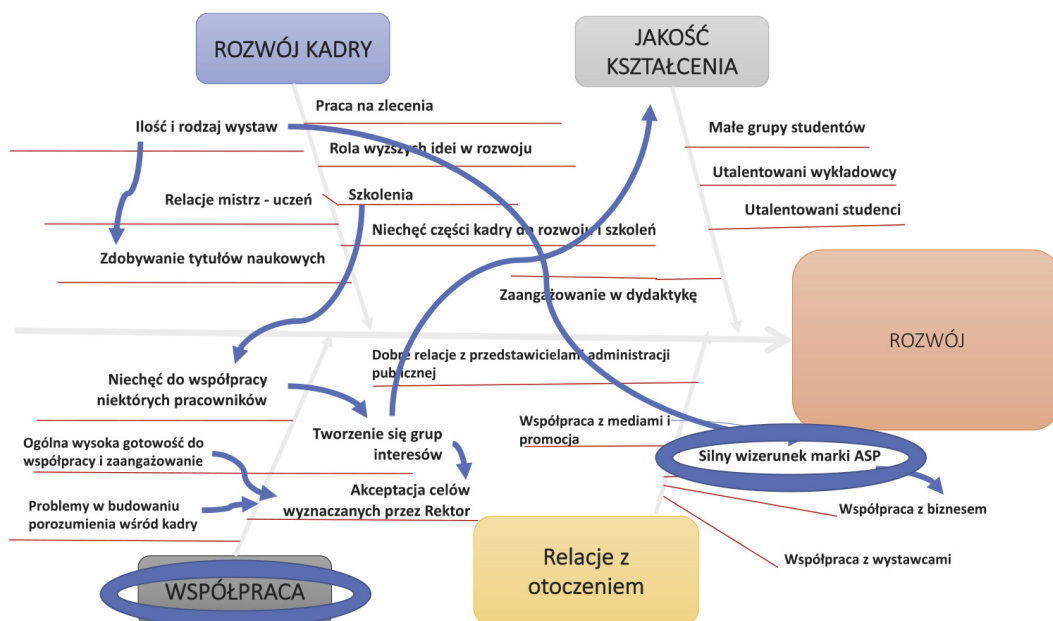 ROZWÓJ KADRY
JAKOŚĆ
KSZTAŁCENIA
Praca na zlecenia
Ilość i rodzaj wystaw
Rola wyższych idei w rozwoju
Relacje mistrz - uczeń
Szkolenia
Niechęć części kadry do rozwoju i szkoleń
Zdobywanie tytułów naukowych
Małe grupy studentów
Utalentowani wykładowcy
Utalentowani studenci
Zaangażowanie w dydaktykę
ROZWÓJ
Dobre relacje z przedstawicielami administracji
publicznej
Niechęć do współpracy
niektórych pracowników
Tworzenie się grup
interesów
Ogólna wysoka gotowość do
współpracy i zaangażowanie
Akceptacja celów
wyznaczanych przez Rektor
Problemy w budowaniu
porozumienia wśród kadry
Współpraca z mediami i
promocja
Silny wizerunek marki ASP
Współpraca z biznesem
Współpraca z wystawcami
WSPÓŁPRACA
Relacje z
otoczeniem